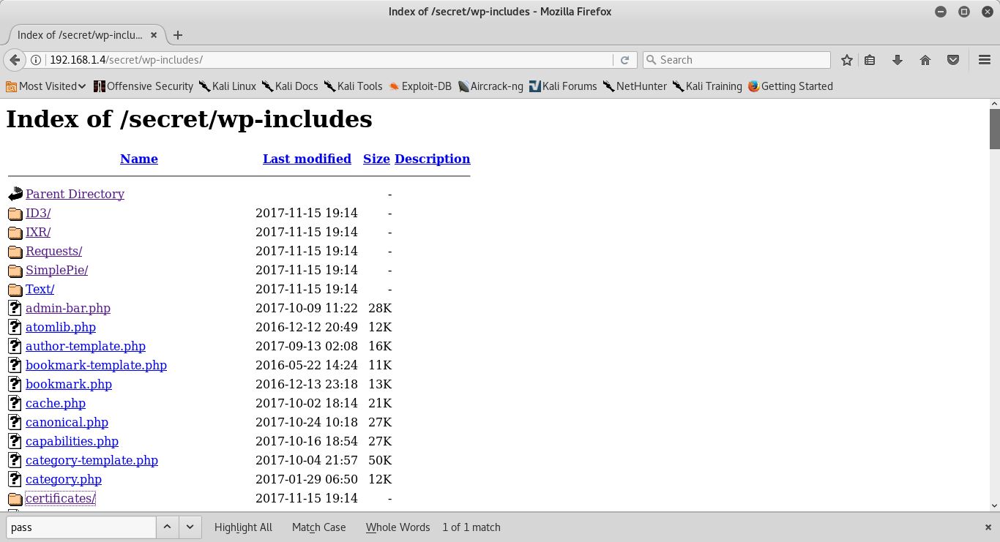 Index of /secret/wp-includes - Mozilla Firefox
Index of /secret/wp-inclu...
192.168.1.4/secret/wp-includes/
Search
Most Visited Offensive Security Kali Linux Kali Docs Kali Tools Exploit-DB Aircrack-ng Kali Forums NetHunter Kali Training Getting Started
Index of /secret/wp-includes
Name Last modified Size Description
Parent Directory -
ID3/ 2017-11-15 19:14 -
IXR/ 2017-11-15 19:14 -
Requests/ 2017-11-15 19:14 -
SimplePie/ 2017-11-15 19:14 -
Text/ 2017-11-15 19:14 -
admin-bar.php 2017-10-09 11:22 28K
atomlib.php 2016-12-12 20:49 12K
author-template.php 2017-09-13 02:08 16K
bookmark-template.php 2016-05-22 14:24 11K
bookmark.php 2016-12-13 23:18 13K
cache.php 2017-10-02 18:14 21K
canonical.php 2017-10-24 10:18 27K
capabilities.php 2017-10-16 18:54 27K
category-template.php 2017-10-04 21:57 50K
category.php 2017-01-29 06:50 12K
certificates/ 2017-11-15 19:14 -
pass Highlight All Match Case Whole Words 1 of 1 match